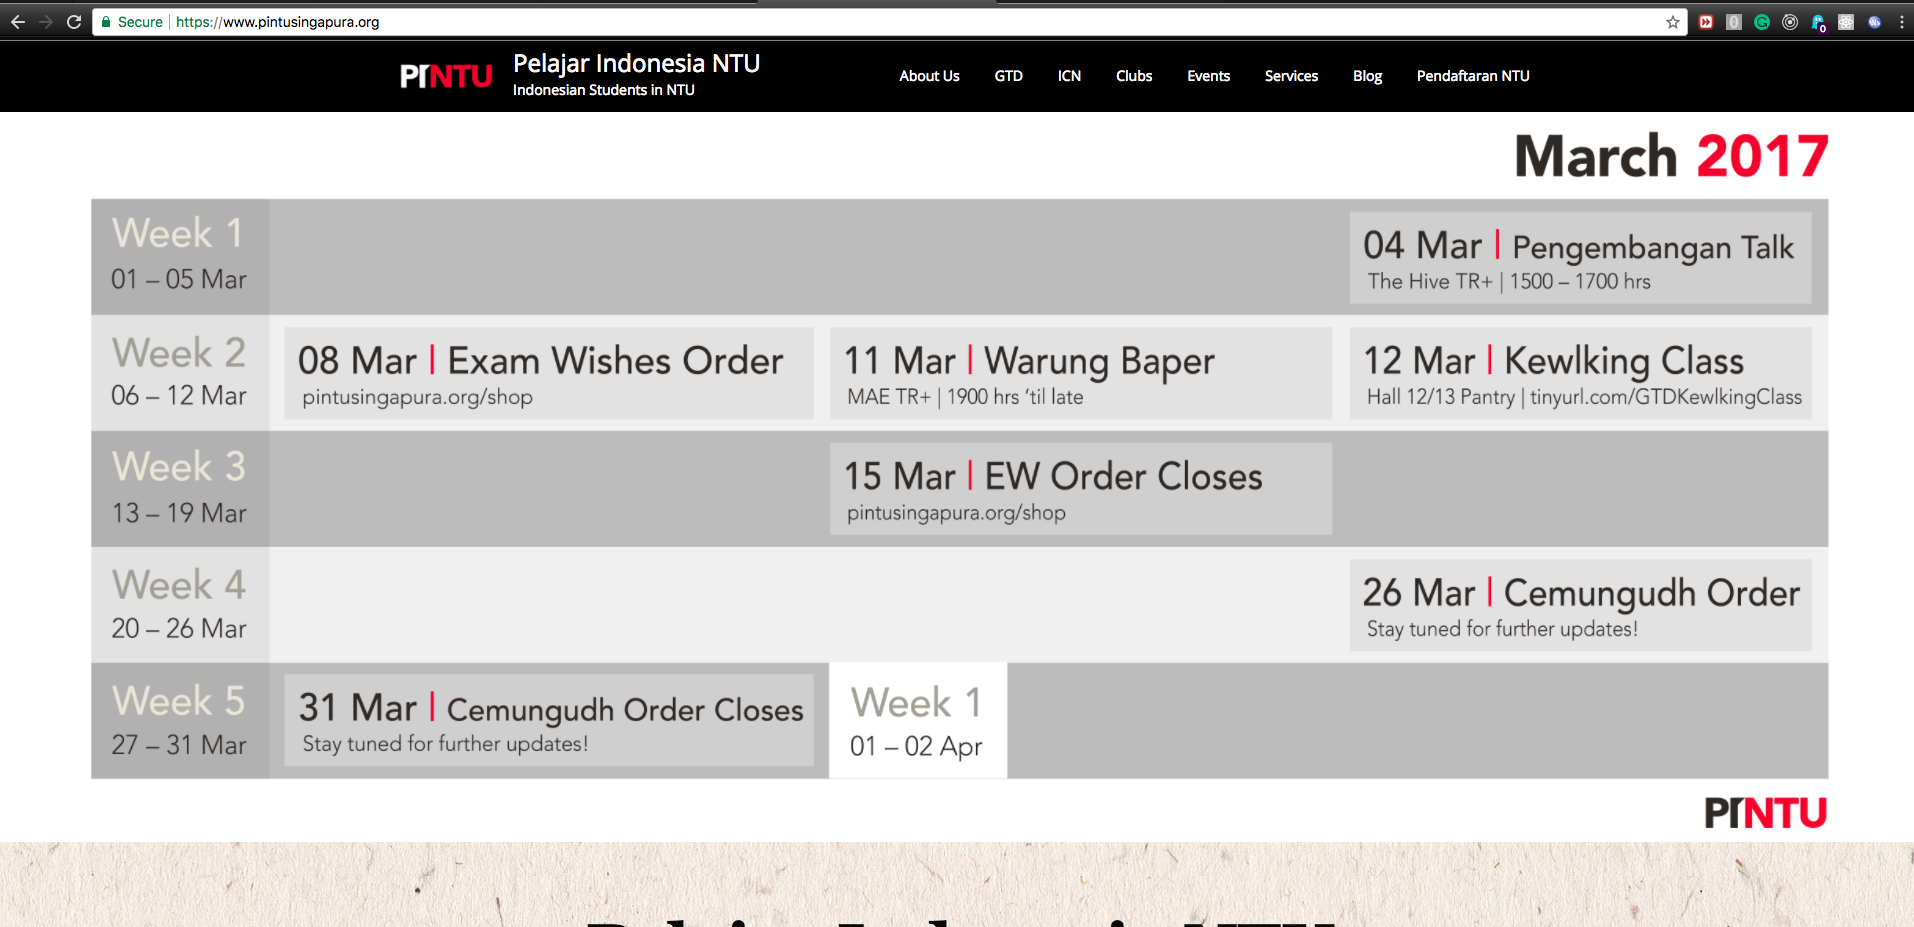 Secure https://www.pintusingapura.org
PINTU
Pelajar Indonesia NTU
Indonesian Students in NTU
About Us GTD ICN Clubs Events Services Blog Pendaftaran NTU
March 2017
Week 1
01 – 05 Mar
04 Mar | Pengembangan Talk
The Hive TR+ | 1500 – 1700 hrs
Week 2
06 – 12 Mar
08 Mar | Exam Wishes Order
pintusingapura.org/shop
11 Mar | Warung Baper
MAE TR+ | 1900 hrs ‘til late
12 Mar | Kewlking Class
Hall 12/13 Pantry | tinyurl.com/GTDKewlkingClass
Week 3
13 – 19 Mar
15 Mar | EW Order Closes
pintusingapura.org/shop
Week 4
20 – 26 Mar
26 Mar | Cemungudh Order
Stay tuned for further updates!
Week 5
27 – 31 Mar
31 Mar | Cemungudh Order Closes
Stay tuned for further updates!
Week 1
01 – 02 Apr
PINTU